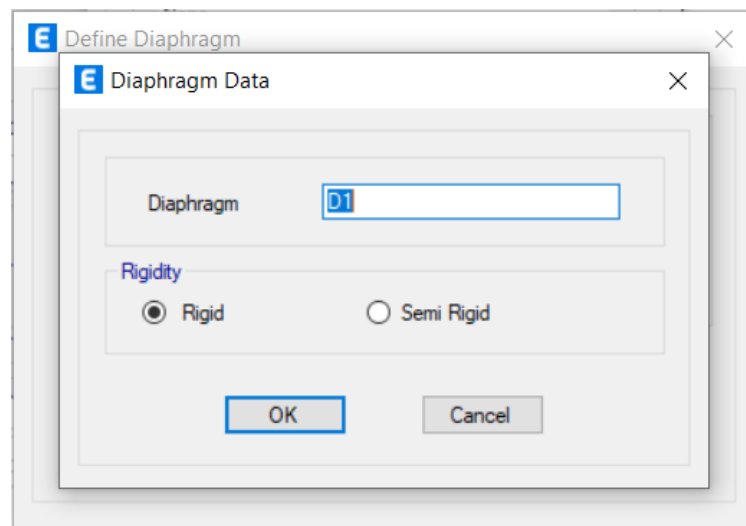 Define Diaphragm
Diaphragm Data
Diaphragm D1
Rigidity
Rigid Semi Rigid
OK Cancel